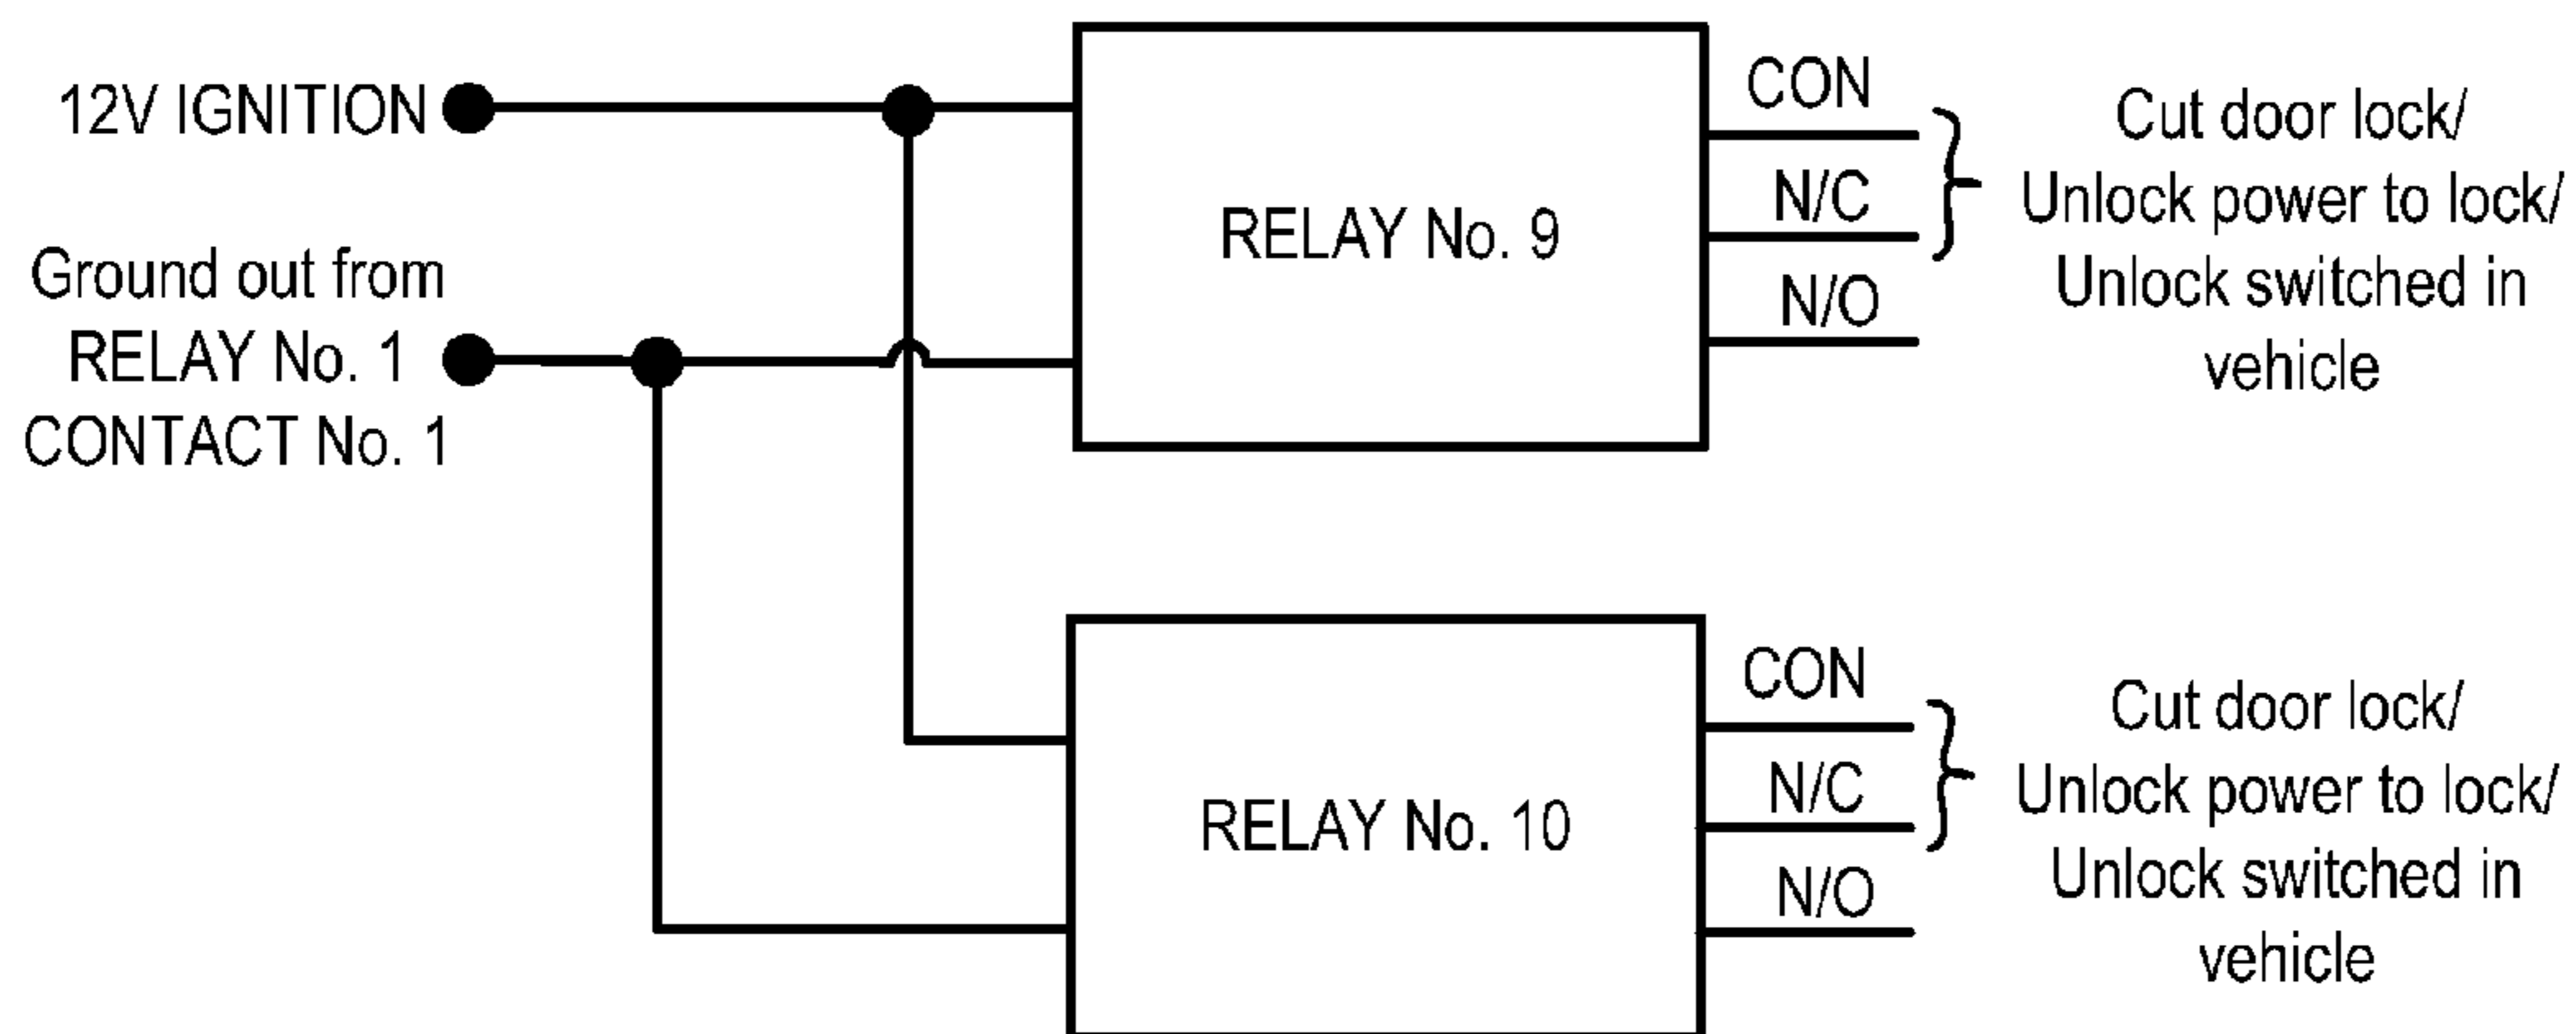 12V IGNITION
Ground out from
RELAY No. 1
CONTACT No. 1
RELAY No. 9
CON
N/C
N/O
Cut door lock/
Unlock power to lock/
Unlock switched in
vehicle
RELAY No. 10
CON
N/C
N/O
Cut door lock/
Unlock power to lock/
Unlock switched in
vehicle